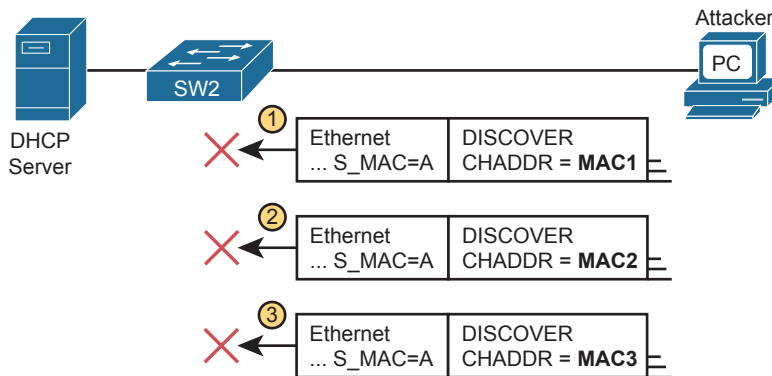 Attacker
PC
SW2
DHCP
Server
1
Ethernet
... S_MAC=A
DISCOVER
CHADDR = MAC1
2
Ethernet
... S_MAC=A
DISCOVER
CHADDR = MAC2
3
Ethernet
... S_MAC=A
DISCOVER
CHADDR = MAC3